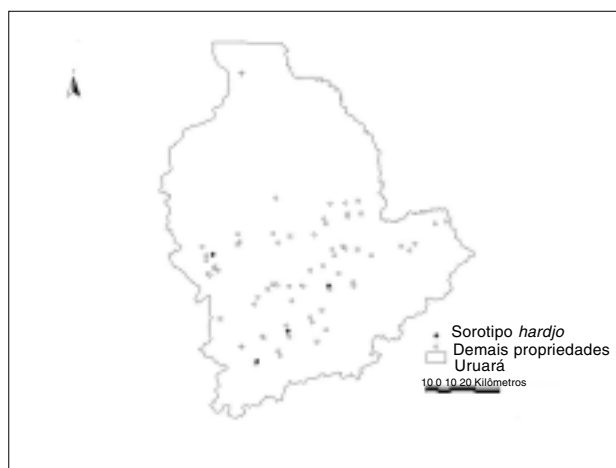 Sorotipo hardjo
Demais propriedades
Uruará
10 0 10 20 Kilômetros